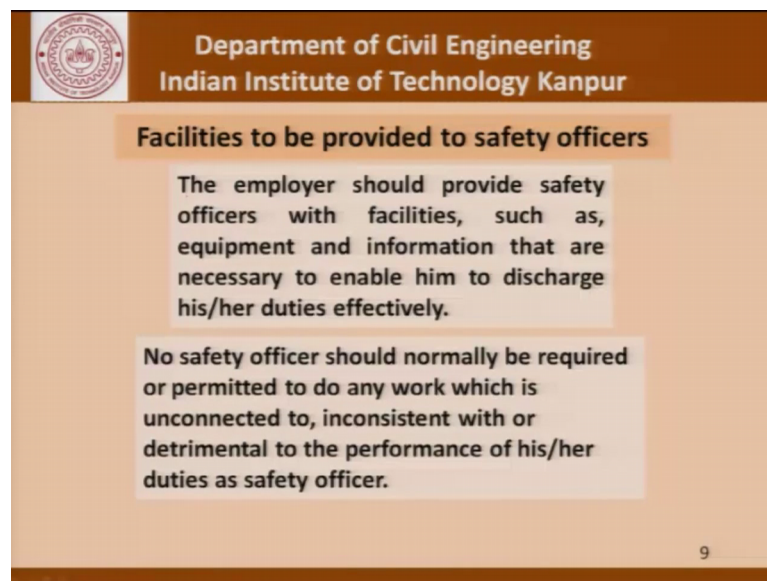 Department of Civil Engineering
Indian Institute of Technology Kanpur
Facilities to be provided to safety officers
The employer should provide safety
officers with facilities, such as,
equipment and information that are
necessary to enable him to discharge
his/her duties effectively.
No safety officer should normally be required
or permitted to do any work which is
unconnected to, inconsistent with or
detrimental to the performance of his/her
duties as safety officer.
9